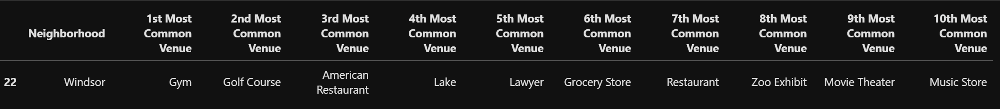 Neighborhood 1st Most Common Venue 2nd Most Common Venue 3rd Most Common Venue 4th Most Common Venue 5th Most Common Venue 6th Most Common Venue 7th Most Common Venue 8th Most Common Venue 9th Most Common Venue 10th Most Common Venue
22 Windsor Gym Golf Course American Restaurant Lake Lawyer Grocery Store Restaurant Zoo Exhibit Movie Theater Music Store